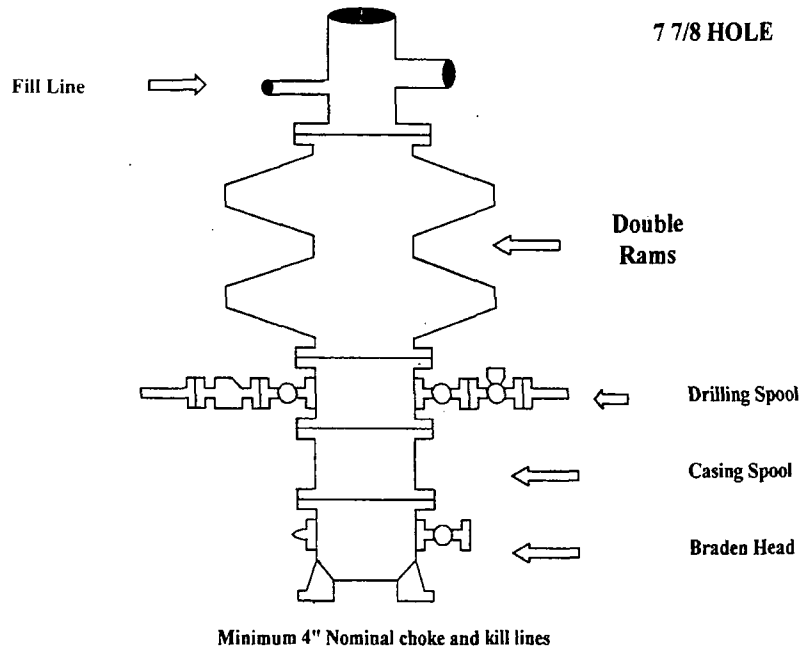 7 7/8 HOLE
Fill Line
Double
Rams
Drilling Spool
Casing Spool
Braden Head
Minimum 4" Nominal choke and kill lines